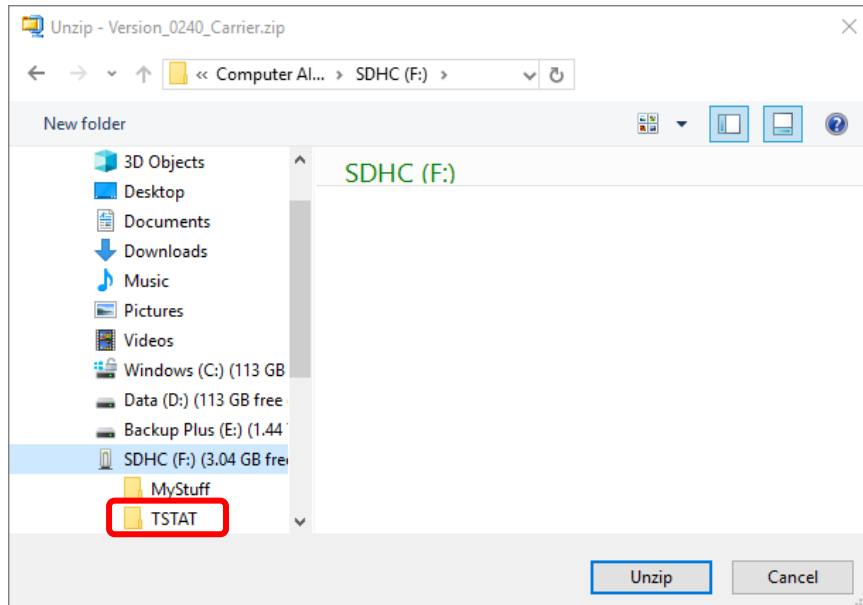 Unzip - Version_0240_Carrier.zip
« Computer Al... › SDHC (F:) ›
New folder
3D Objects
Desktop
Documents
Downloads
Music
Pictures
Videos
Windows (C:) (113 GB
Data (D:) (113 GB free
Backup Plus (E:) (1.44
SDHC (F:) (3.04 GB free
MyStuff
TSTAT
SDHC (F:)
Unzip
Cancel